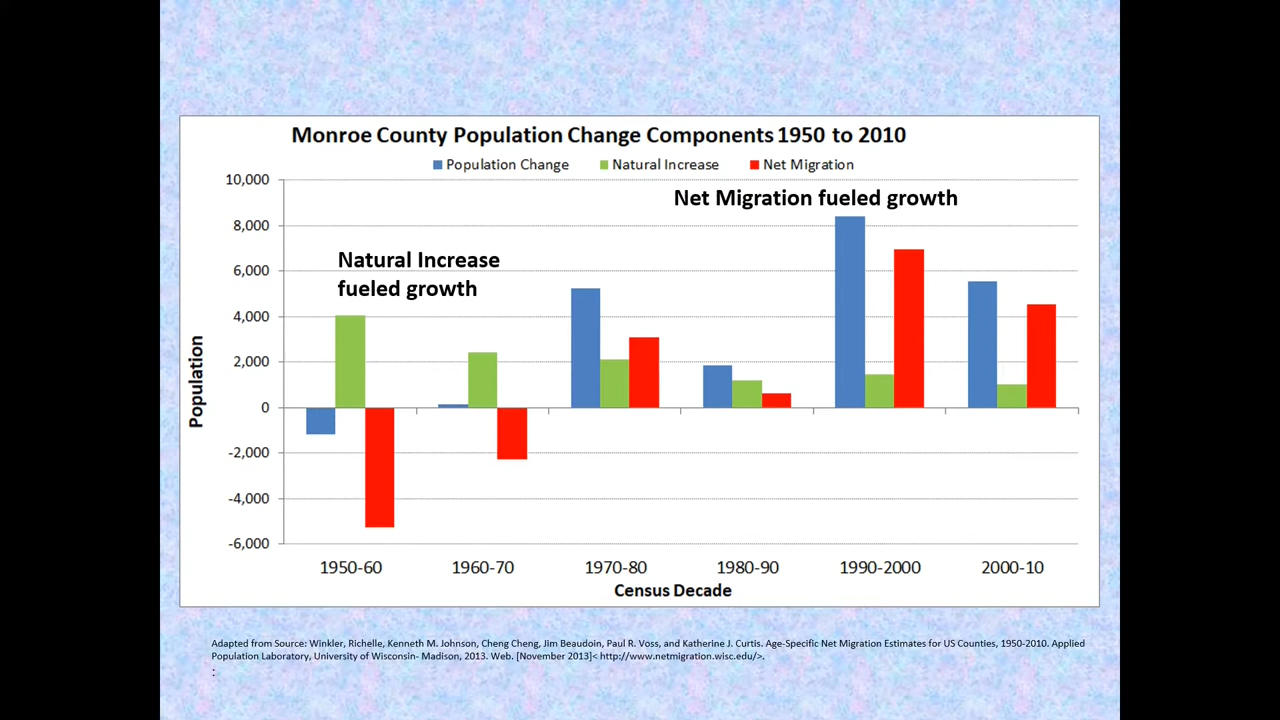 Monroe County Population Change Components 1950 to 2010
Population Change Natural Increase Net Migration
10,000
Net Migration fueled growth
8,000
Natural Increase
fueled growth
6,000
4,000
2,000
0
-2,000
-4,000
-6,000
Population
1950-60 1960-70 1970-80 1980-90 1990-2000 2000-10
Census Decade
Adapted from Source: Winkler, Richelle, Kenneth M. Johnson, Cheng Cheng, Jim Beaudoin, Paul R. Voss, and Katherine J. Curtis. Age-Specific Net Migration Estimates for US Counties, 1950-2010. Applied
Population Laboratory, University of Wisconsin- Madison, 2013. Web. [November 2013]< http://www.netmigration.wisc.edu/>.
: